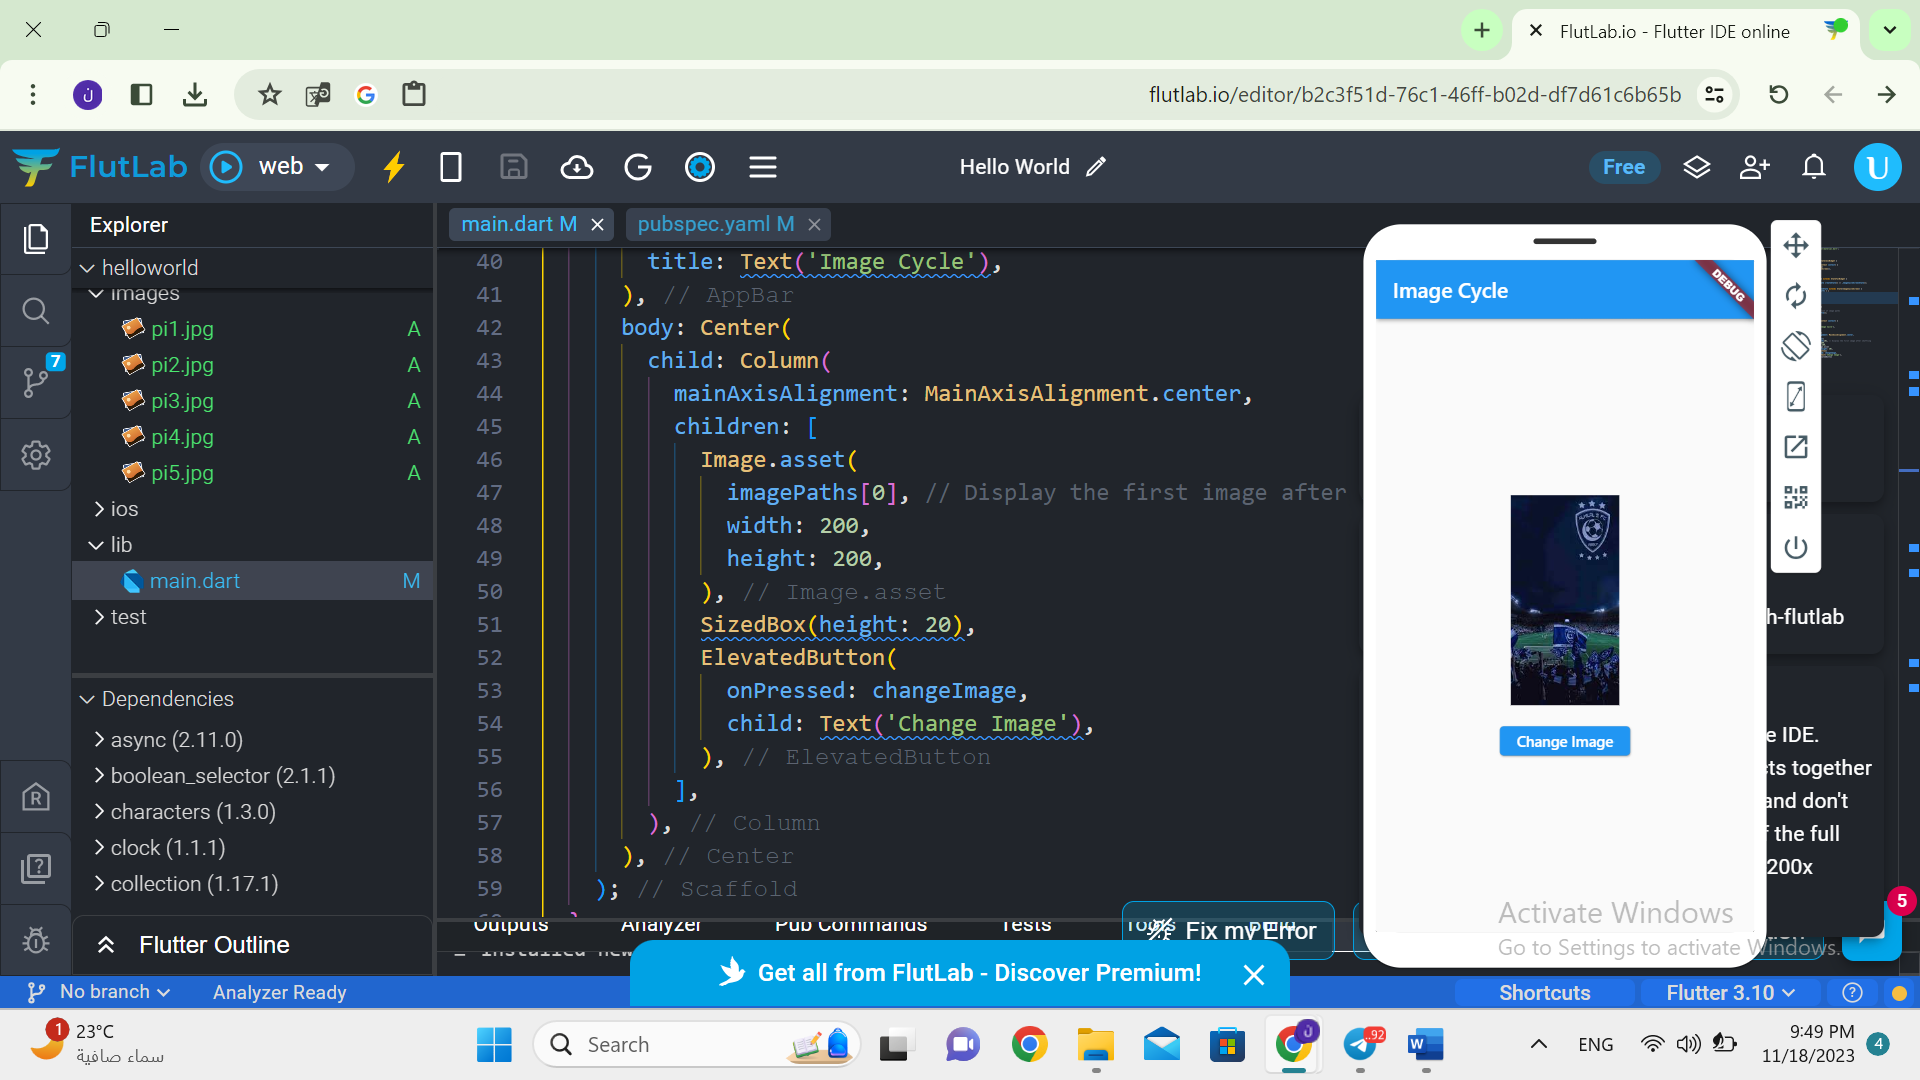 FlutLab.io - Flutter IDE online
flutlab.io/editor/b2c3f51d-76c1-46ff-b02d-df7d61c6b65b
ن
FlutLab
web
Hello World
Free
U
Explorer
helloworld
images
pi1.jpg A
pi2.jpg A
pi3.jpg A
pi4.jpg A
pi5.jpg A
ios
lib
main.dart M
test
7
Dependencies
async (2.11.0)
boolean_selector (2.1.1)
characters (1.3.0)
clock (1.1.1)
collection (1.17.1)
Flutter Outline
main.dart M
pubspec.yaml M
40 title: Text('Image Cycle'),
41 ), // AppBar
42 body: Center(
43 child: Column(
44 mainAxisAlignment: MainAxisAlignment.center,
45 children: [
46 Image.asset(
47 imagePaths[0], // Display the first image after
48 width: 200,
49 height: 200,
50 ), // Image.asset
51 SizedBox(height: 20),
52 ElevatedButton(
53 onPressed: changeImage,
54 child: Text('Change Image'),
55 ), // ElevatedButton
56 ],
57 ), // Column
58 ), // Center
59 ); // Scaffold
Image Cycle
DEBUG
Change Image
h-flutlab
e IDE.
ts together
and don't
f the full
200x
5
Activate Windows
Go to Settings to activate Windows.
Outputs Analyzer Pub Commands Tests Tools
Fix my Error
Installed new
Get all from FlutLab - Discover Premium!
No branch
Analyzer Ready
Shortcuts
Flutter 3.10
1
23°C
سماء صافية
Search
ن
92
ENG
9:49 PM
11/18/2023
4